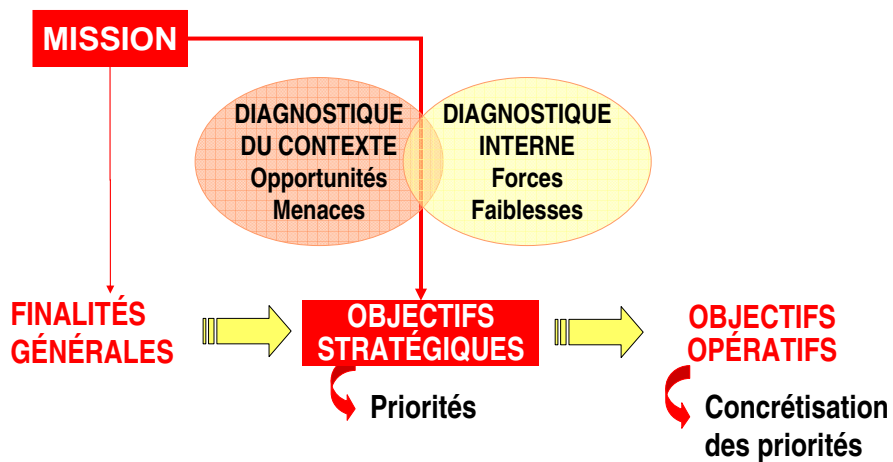 MISSION
DIAGNOSTIQUE
DU CONTEXTE
Opportunités
Menaces
DIAGNOSTIQUE
INTERNE
Forces
Faiblesses
FINALITÉS
GÉNÉRALES
OBJECTIFS
STRATÉGIQUES
OBJECTIFS
OPÉRATIFS
Priorités
Concrétisation
des priorités